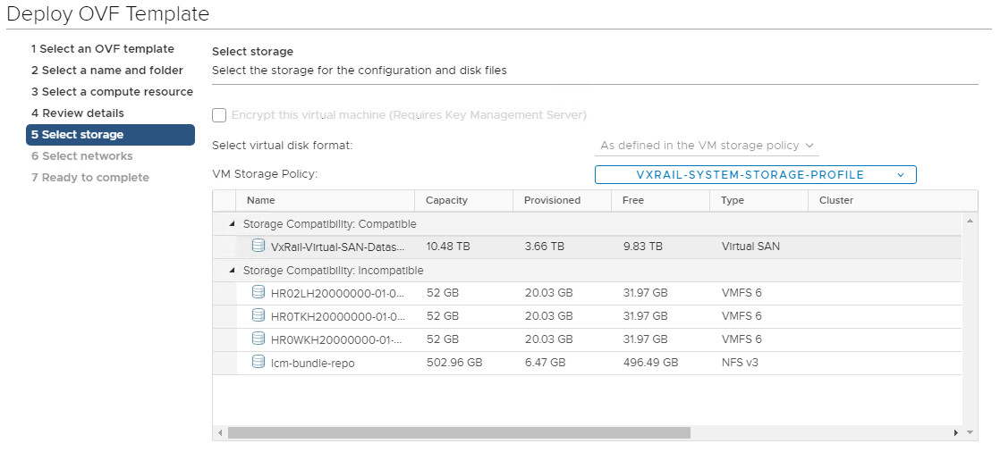 Deploy OVF Template
1 Select an OVF template
2 Select a name and folder
3 Select a compute resource
4 Review details
5 Select storage
6 Select networks
7 Ready to complete
Select storage
Select the storage for the configuration and disk files
Encrypt this virtual machine (Requires Key Management Server)
Select virtual disk format: As defined in the VM storage policy
VM Storage Policy: VXRAIL-SYSTEM-STORAGE-PROFILE
Name Capacity Provisioned Free Type Cluster
Storage Compatibility: Compatible
VxRail-Virtual-SAN-Datas... 10.48 TB 3.66 TB 9.83 TB Virtual SAN
Storage Compatibility: Incompatible
HR02LH20000000-01-0... 52 GB 20.03 GB 31.97 GB VMFS 6
HR0TKH20000000-01-0... 52 GB 20.03 GB 31.97 GB VMFS 6
HR0WKH20000000-01-... 52 GB 20.03 GB 31.97 GB VMFS 6
lcm-bundle-repo 502.96 GB 6.47 GB 496.49 GB NFS v3